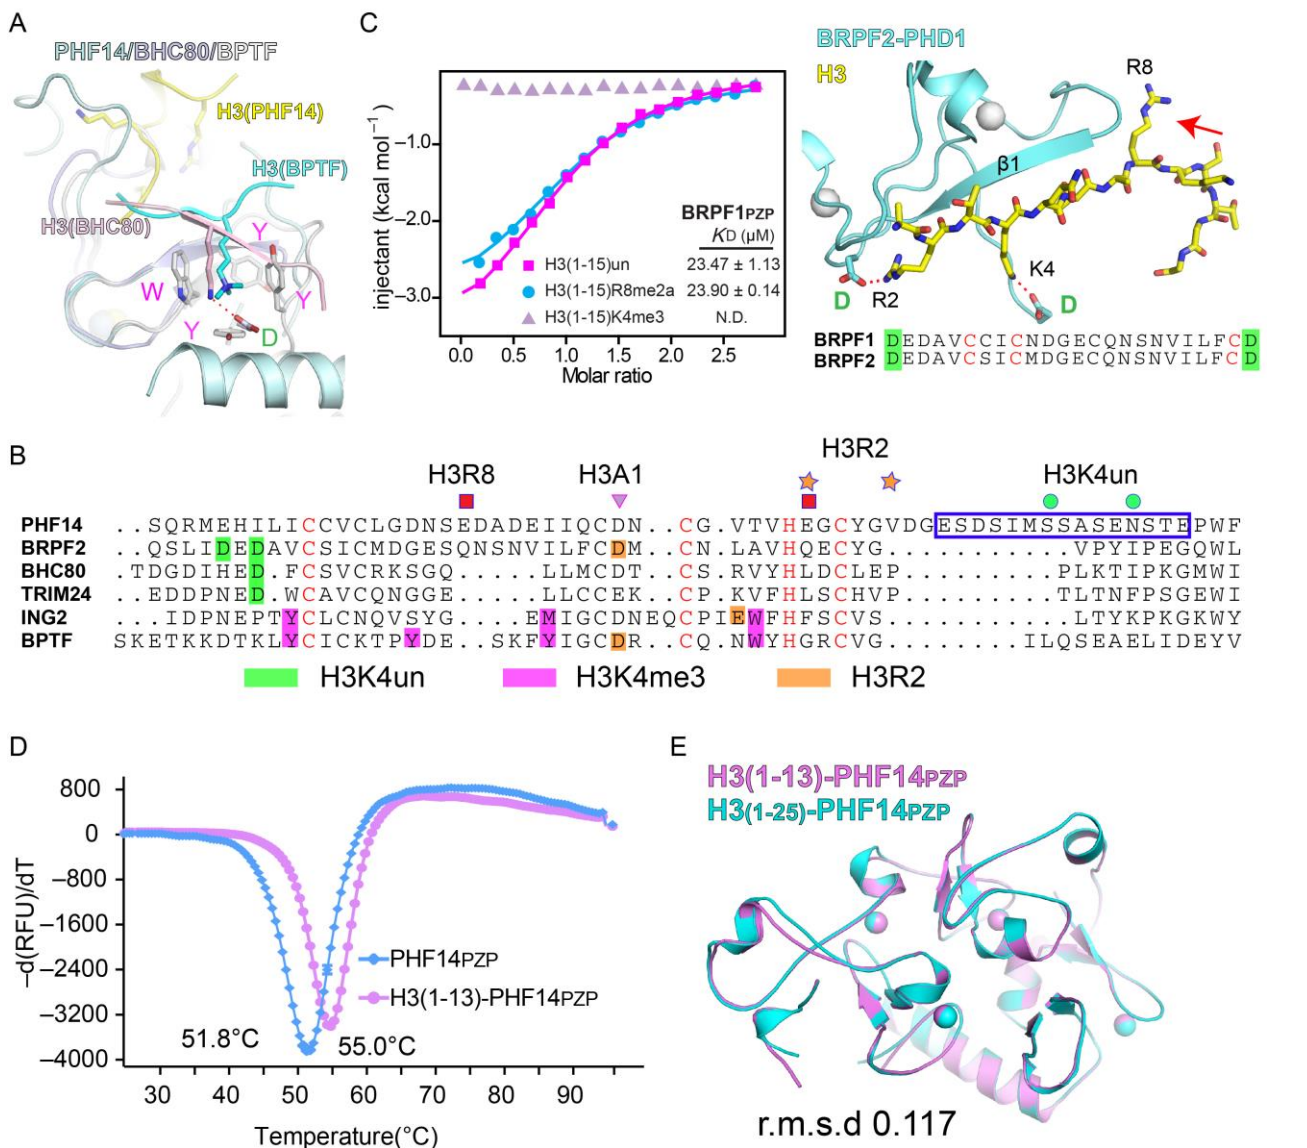 A
PHF14/BHC80/BPTF
H3(PHF14)
H3(BPTF)
H3(BHC80)
Y
W
Y
Y
D
C
injectant (kcal mol⁻¹)
–1.0
–2.0
–3.0
BRPF1PZP
KD (μM)
H3(1-15)un 23.47 ± 1.13
H3(1-15)R8me2a 23.90 ± 0.14
H3(1-15)K4me3 N.D.
0.0 0.5 1.0 1.5 2.0 2.5
Molar ratio
BRPF2-PHD1
H3
R8
β1
K4
D
R2
D
BRPF1 DEDAVCCICNDGECQNSNVILFCD
BRPF2 DEDAVCSICMDGECQNSNVILFCD
B
H3R8 H3A1 H3R2 H3K4un
PHF14 ..SQRMEHILICCVCLGDNSEDADEIIQCDN..CG.VTVHEGCYGVDGESDSIMSSASENSTEPWF
BRPF2 ..QSLIDEDAVCSICMDGESQNSNVILFCDM..CN.LAVHQECYG..........VPYIPEGQWL
BHC80 .TDGDIHED.FCSVCRKSGQ.....LLMCDT..CS.RVYHLDCLEP.........PLKTIPKGMWI
TRIM24 ..EDDPNED.WCAVCQNGGE.....LLCCEK..CP.KVFHLSCHVP.........PLTNFPSGEWI
ING2 ...IDPNEPTYCLCNQVSYG...EMIGCDNEQCPIEWFHFSCVS...........LTYKPKGKWY
BPTF SKETKKDTKLYCICKTPYDE..SKFYIGCDR..CQ.NWYHGRCVG........ILQSEAELIDEYV
H3K4un H3K4me3 H3R2
D
–d(RFU)/dT
800
0
–800
–1600
–2400
–3200
–4000
PHF14PZP
H3(1-13)-PHF14PZP
51.8°C
55.0°C
30 40 50 60 70 80 90
Temperature(°C)
E
H3(1-13)-PHF14PZP
H3(1-25)-PHF14PZP
r.m.s.d 0.117